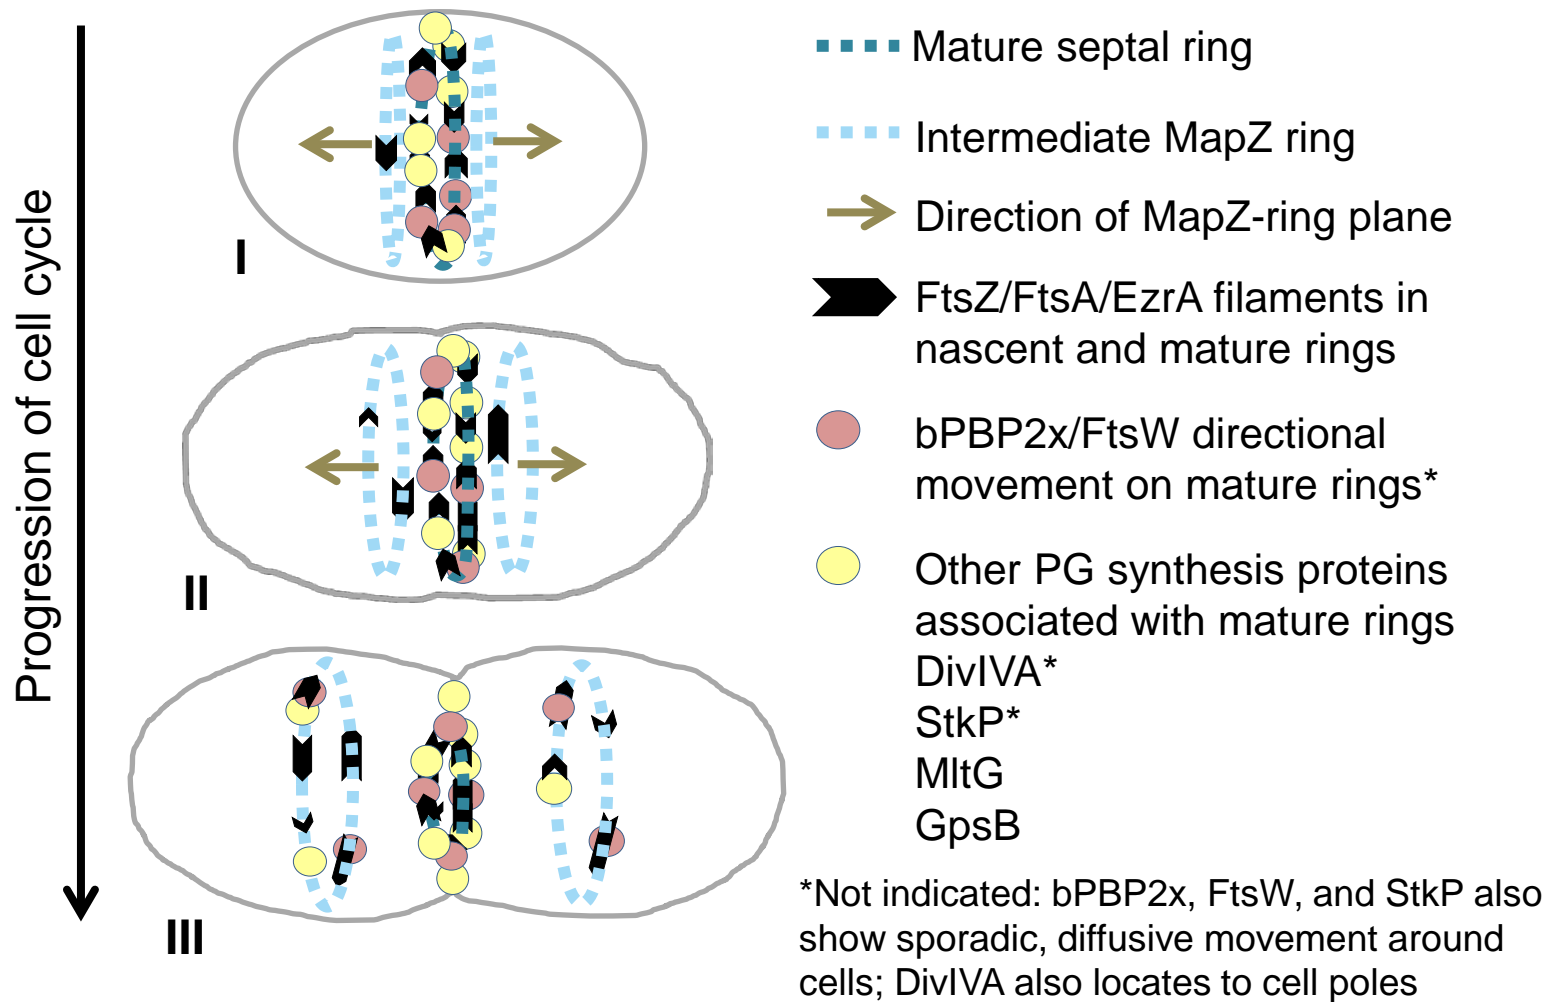 Progression of cell cycle
I
II
III
Mature septal ring
Intermediate MapZ ring
Direction of MapZ-ring plane
FtsZ/FtsA/EzrA filaments in
nascent and mature rings
bPBP2x/FtsW directional
movement on mature rings*
Other PG synthesis proteins
associated with mature rings
DivIVA*
StkP*
MltG
GpsB
*Not indicated: bPBP2x, FtsW, and StkP also
show sporadic, diffusive movement around
cells; DivIVA also locates to cell poles